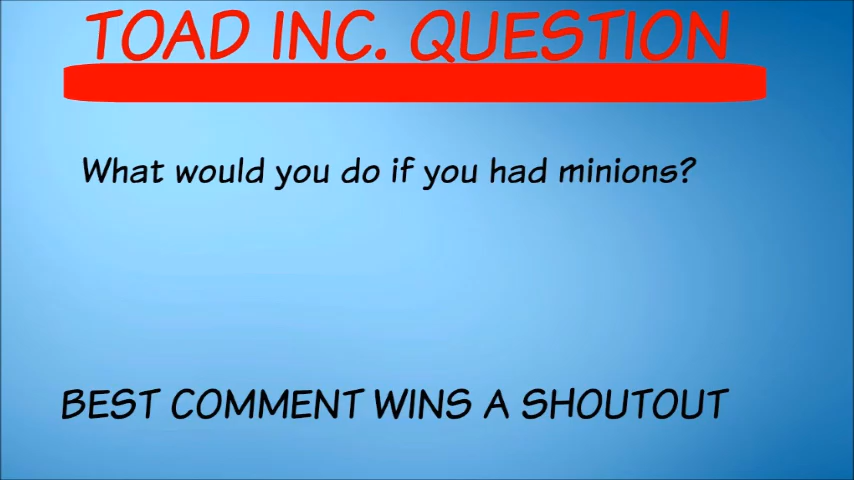 TOAD INC. QUESTION
What would you do if you had minions?
BEST COMMENT WINS A SHOUTOUT